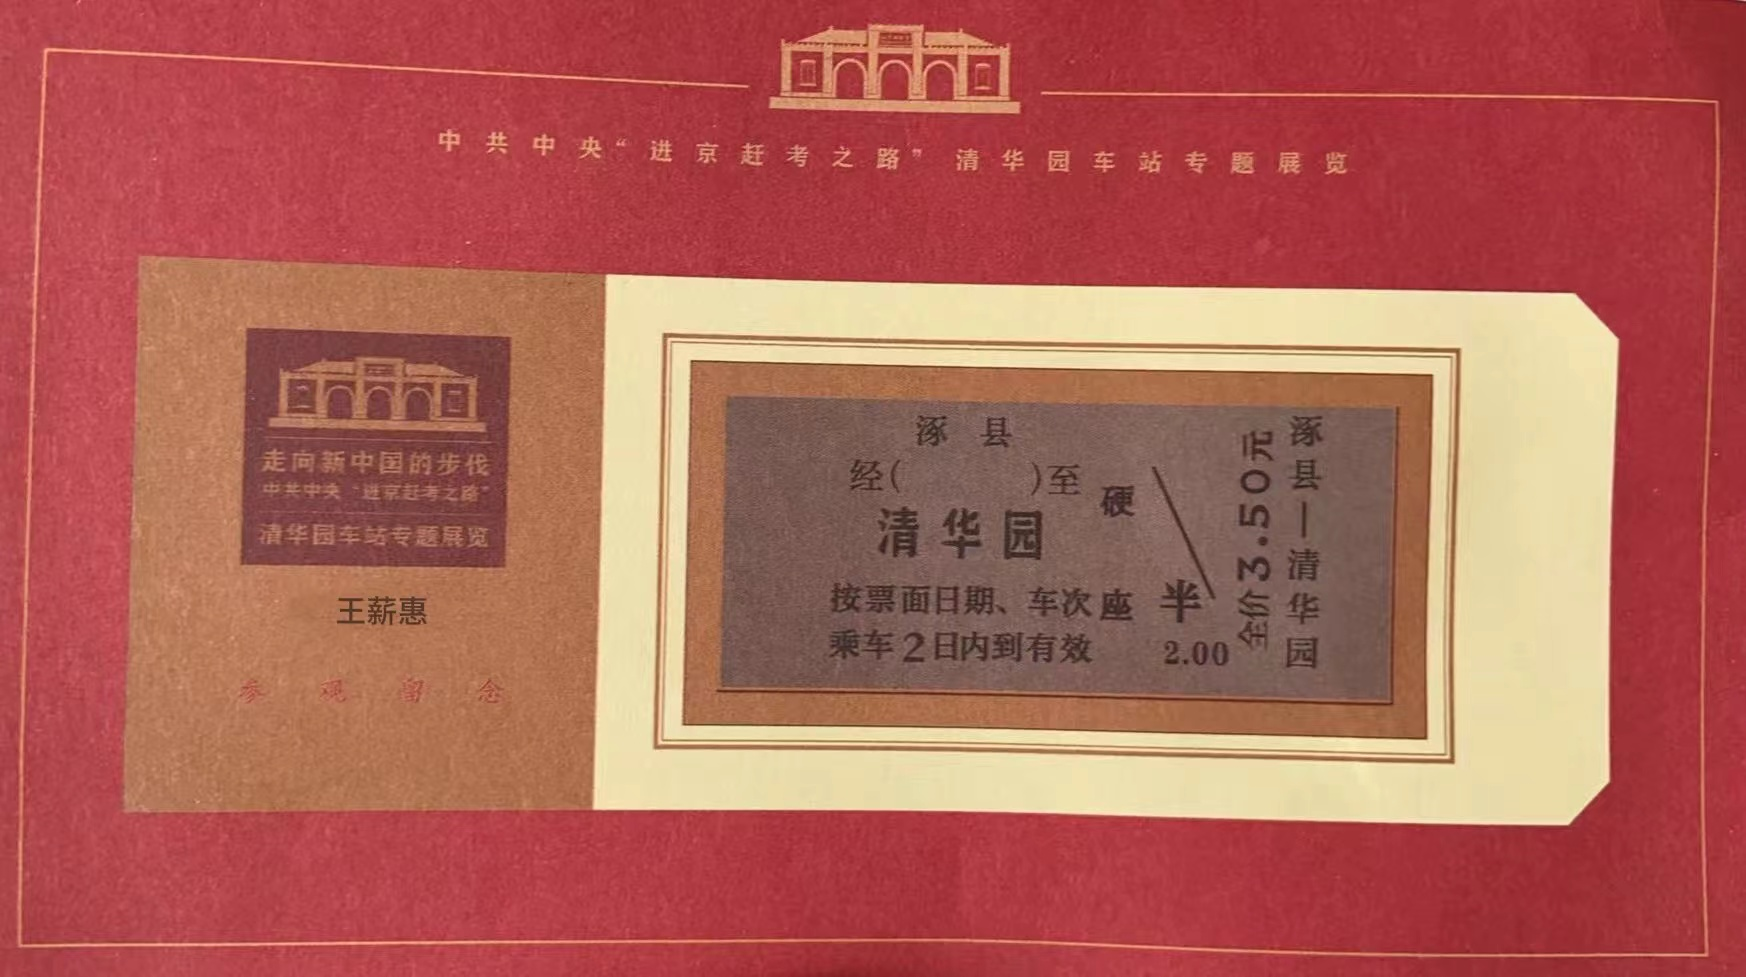 中共中央“进京赶考之路”清华园车站专题展览
走向新中国的步伐
中共中央“进京赶考之路”
清华园车站专题展览
王薪惠
参观留念
涿县
经(  )至
清华园
硬座
按票面日期、车次
乘车2日内到有效
半
2.00
全价3.50元
涿县—清华园